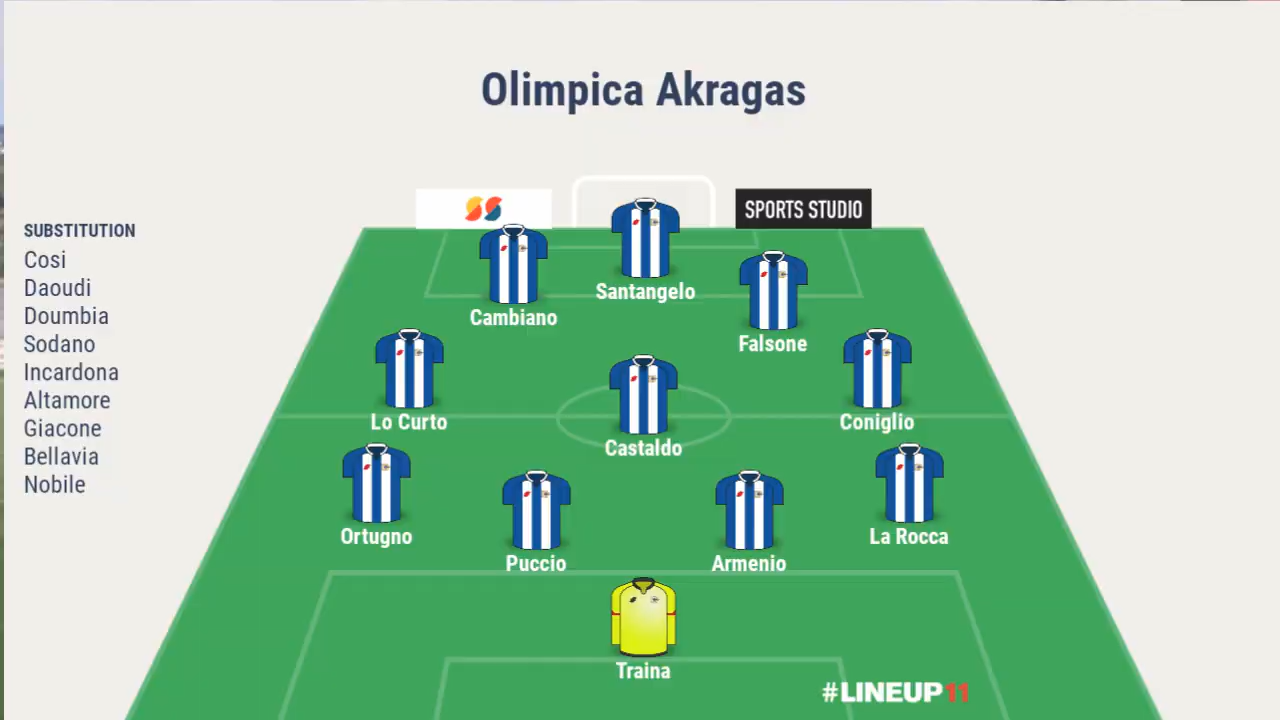 Olimpica Akragas
SPORTS STUDIO
SUBSTITUTION
Cosi
Daoudi
Doumbia
Sodano
Incardona
Altamore
Giacone
Bellavia
Nobile
Santangelo
Cambiano
Falsone
Lo Curto
Coniglio
Castaldo
Ortugno
La Rocca
Puccio
Armenio
Traina
#LINEUP11